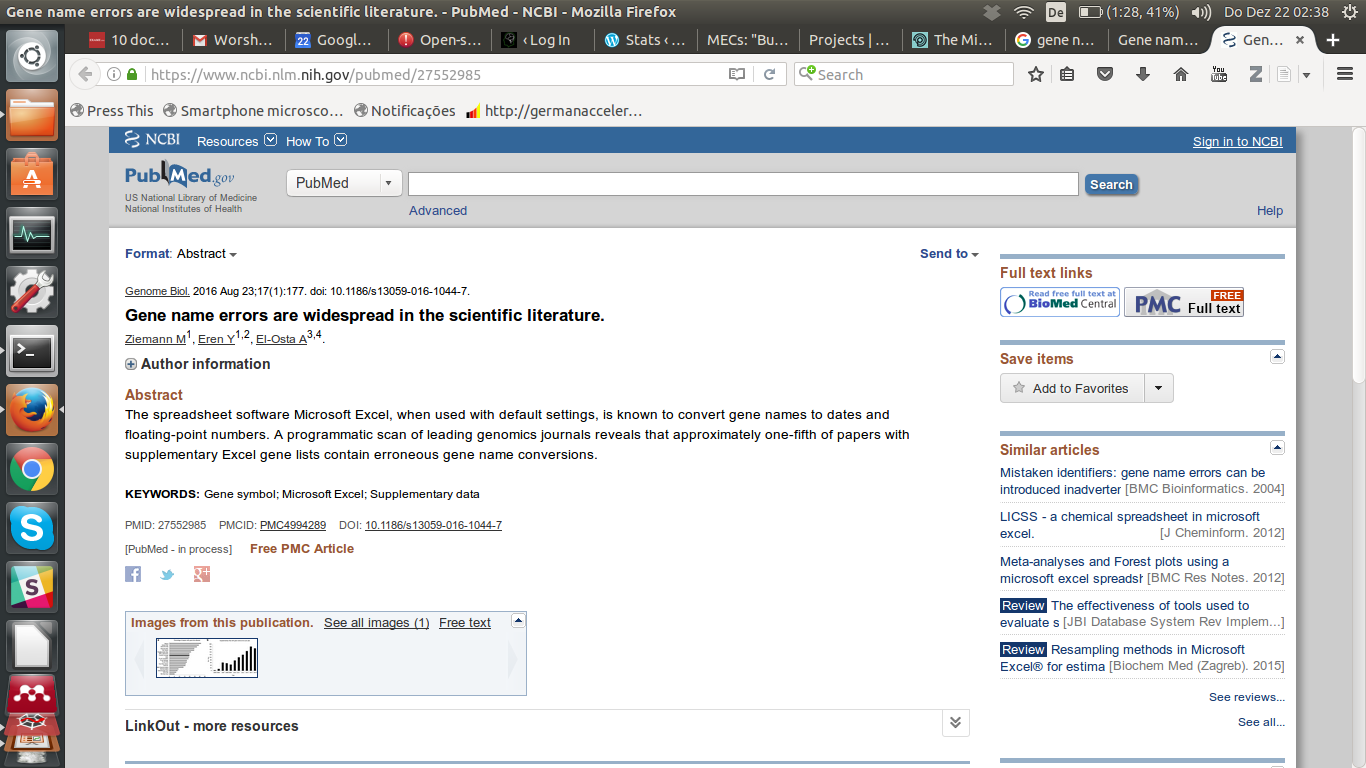 Gene name errors are widespread in the scientific literature. - PubMed - NCBI - Mozilla Firefox
De
(1:28, 41%)
Do Dez 22 02:38
10 doc…
Worsh…
22
Googl…
Open-s…
‹ Log In
Stats ‹ …
MECs: "Bu…
Projects | …
The Mi…
gene n…
Gene nam…
Gen…
https://www.ncbi.nlm.nih.gov/pubmed/27552985
Search
You
Tube
Z
Press This
Smartphone microsco…
Notificações
http://germanacceler…
NCBI
Resources
How To
Sign in to NCBI
PubMed.gov
US National Library of Medicine
National Institutes of Health
PubMed
Search
Advanced
Help
Format: Abstract
Send to
Genome Biol. 2016 Aug 23;17(1):177. doi: 10.1186/s13059-016-1044-7.
Gene name errors are widespread in the scientific literature.
Ziemann M1, Eren Y1,2, El-Osta A3,4.
Author information
Abstract
The spreadsheet software Microsoft Excel, when used with default settings, is known to convert gene names to dates and
floating-point numbers. A programmatic scan of leading genomics journals reveals that approximately one-fifth of papers with
supplementary Excel gene lists contain erroneous gene name conversions.
KEYWORDS: Gene symbol; Microsoft Excel; Supplementary data
PMID: 27552985 PMCID: PMC4994289 DOI: 10.1186/s13059-016-1044-7
[PubMed - in process] Free PMC Article
Images from this publication. See all images (1) Free text
LinkOut - more resources
Full text links
Read free full text at
BioMed Central
PMC
FREE
Full text
Save items
Add to Favorites
Similar articles
Mistaken identifiers: gene name errors can be
introduced inadverter [BMC Bioinformatics. 2004]
LICSS - a chemical spreadsheet in microsoft
excel. [J Cheminform. 2012]
Meta-analyses and Forest plots using a
microsoft excel spreadsh [BMC Res Notes. 2012]
Review The effectiveness of tools used to
evaluate s [JBI Database System Rev Implem...]
Review Resampling methods in Microsoft
Excel® for estima [Biochem Med (Zagreb). 2015]
See reviews...
See all...